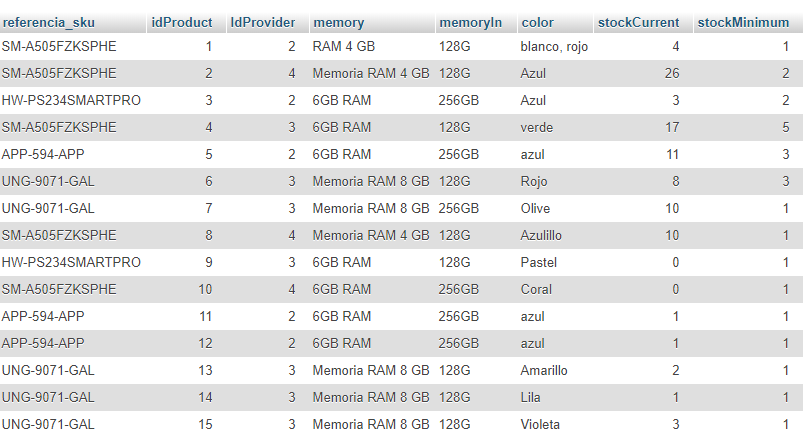 referencia_sku idProduct IdProvider memory memoryIn color stockCurrent stockMinimum
SM-A505FZKSPHE 1 2 RAM 4 GB 128G blanco, rojo 4 1
SM-A505FZKSPHE 2 4 Memoria RAM 4 GB 128G Azul 26 2
HW-PS234SMARTPRO 3 2 6GB RAM 256GB Azul 3 2
SM-A505FZKSPHE 4 3 6GB RAM 128G verde 17 5
APP-594-APP 5 2 6GB RAM 256GB azul 11 3
UNG-9071-GAL 6 3 Memoria RAM 8 GB 128G Rojo 8 3
UNG-9071-GAL 7 3 Memoria RAM 8 GB 256GB Olive 10 1
SM-A505FZKSPHE 8 4 Memoria RAM 4 GB 128G Azulillo 10 1
HW-PS234SMARTPRO 9 3 6GB RAM 128G Pastel 0 1
SM-A505FZKSPHE 10 4 6GB RAM 256GB Coral 0 1
APP-594-APP 11 2 6GB RAM 256GB azul 1 1
APP-594-APP 12 2 6GB RAM 256GB azul 1 1
UNG-9071-GAL 13 3 Memoria RAM 8 GB 128G Amarillo 2 1
UNG-9071-GAL 14 3 Memoria RAM 8 GB 128G Lila 1 1
UNG-9071-GAL 15 3 Memoria RAM 8 GB 128G Violeta 3 1